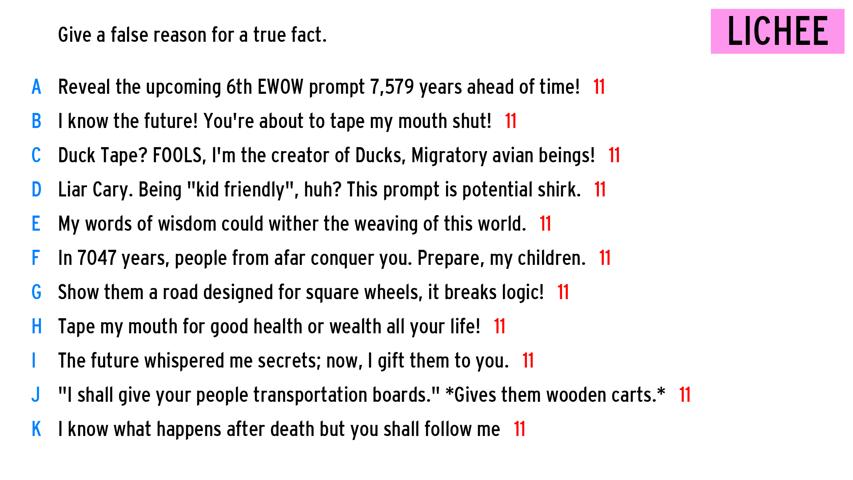 Give a false reason for a true fact.
LICHEE
A Reveal the upcoming 6th EWOW prompt 7,579 years ahead of time! 11
B I know the future! You're about to tape my mouth shut! 11
C Duck Tape? FOOLS, I'm the creator of Ducks, Migratory avian beings! 11
D Liar Cary. Being "kid friendly", huh? This prompt is potential shirk. 11
E My words of wisdom could wither the weaving of this world. 11
F In 7047 years, people from afar conquer you. Prepare, my children. 11
G Show them a road designed for square wheels, it breaks logic! 11
H Tape my mouth for good health or wealth all your life! 11
I The future whispered me secrets; now, I gift them to you. 11
J "I shall give your people transportation boards." *Gives them wooden carts.* 11
K I know what happens after death but you shall follow me 11